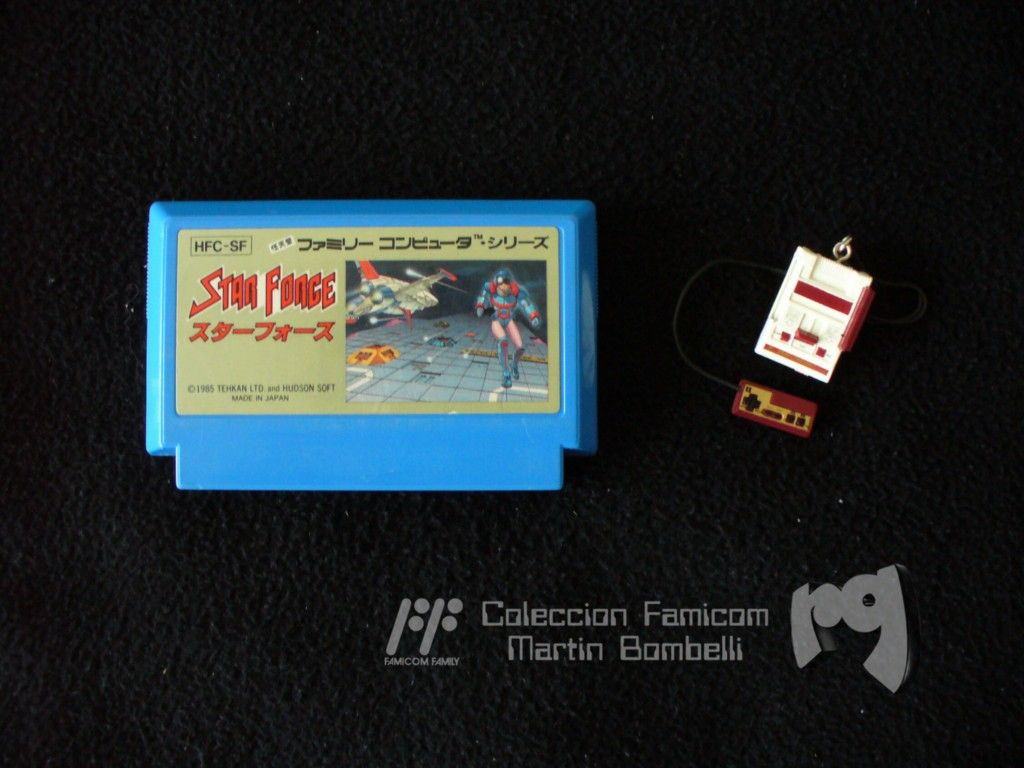 HFC-SF
ファミリー コンピュータ™・シリーズ
STAR FORCE
スターフォース
©1985 TEHKAN LTD. and HUDSON SOFT
MADE IN JAPAN
Coleccion Famicom
Martin Bombelli
FAMICOM FAMILY